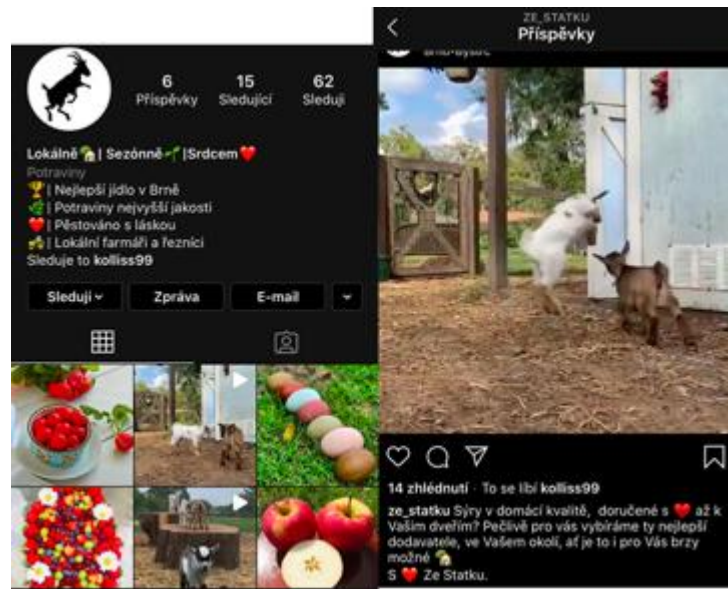 6
15
62
Příspěvky
Sledující
Sleduji
Lokálně | Sezónně |Srdcem
Potraviny
| Nejlepší jídlo v Brně
| Potraviny nejvyšší jakosti
| Pěstováno s láskou
| Lokální farmáři a řezníci
Sleduje to kolliss99
Sleduji
Zpráva
E-mail
ZE_STATKU
Příspěvky
14 zhlédnutí · To se líbí kolliss99
ze_statku Sýry v domácí kvalitě, doručené s ❤️ až k
Vašim dveřím? Pečlivě pro vás vybíráme ty nejlepší
dodavatele, ve Vašem okolí, ať je to i pro Vás brzy
možné
S ❤️ Ze Statku.